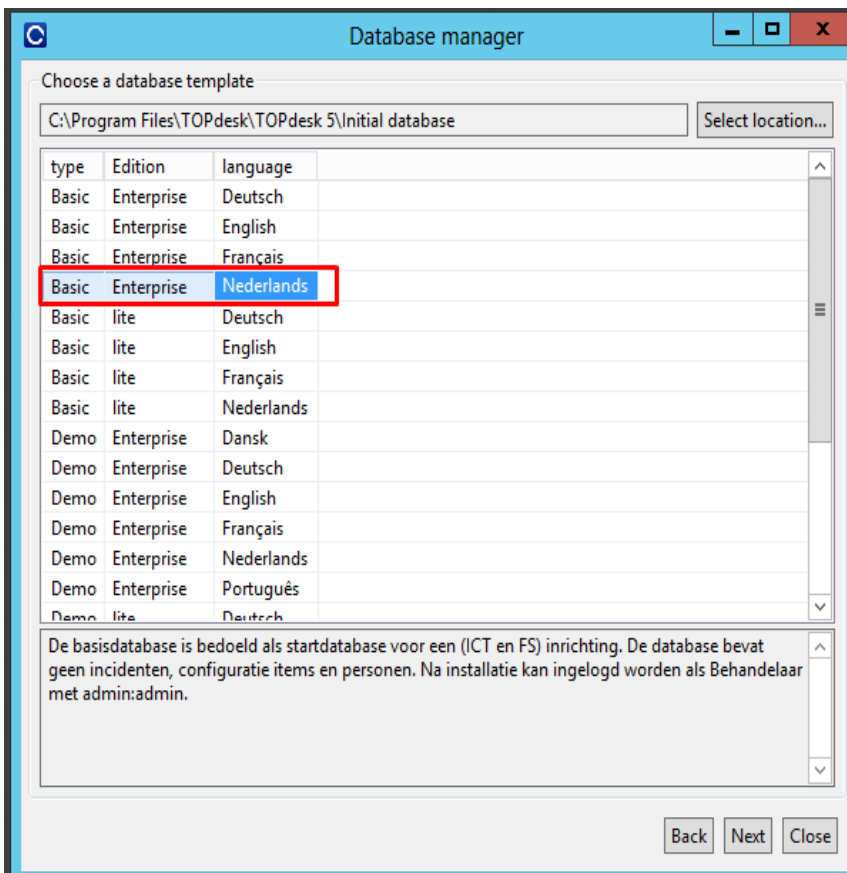 Database manager
Choose a database template
C:\Program Files\TOPdesk\TOPdesk 5\Initial database Select location...
type Edition language
Basic Enterprise Deutsch
Basic Enterprise English
Basic Enterprise Français
Basic Enterprise Nederlands
Basic lite Deutsch
Basic lite English
Basic lite Français
Basic lite Nederlands
Demo Enterprise Dansk
Demo Enterprise Deutsch
Demo Enterprise English
Demo Enterprise Français
Demo Enterprise Nederlands
Demo Enterprise Português
Demo lite Deutsch
De basisdatabase is bedoeld als startdatabase voor een (ICT en FS) inrichting. De database bevat
geen incidenten, configuratie items en personen. Na installatie kan ingelogd worden als Behandelaar
met admin:admin.
Back Next Close